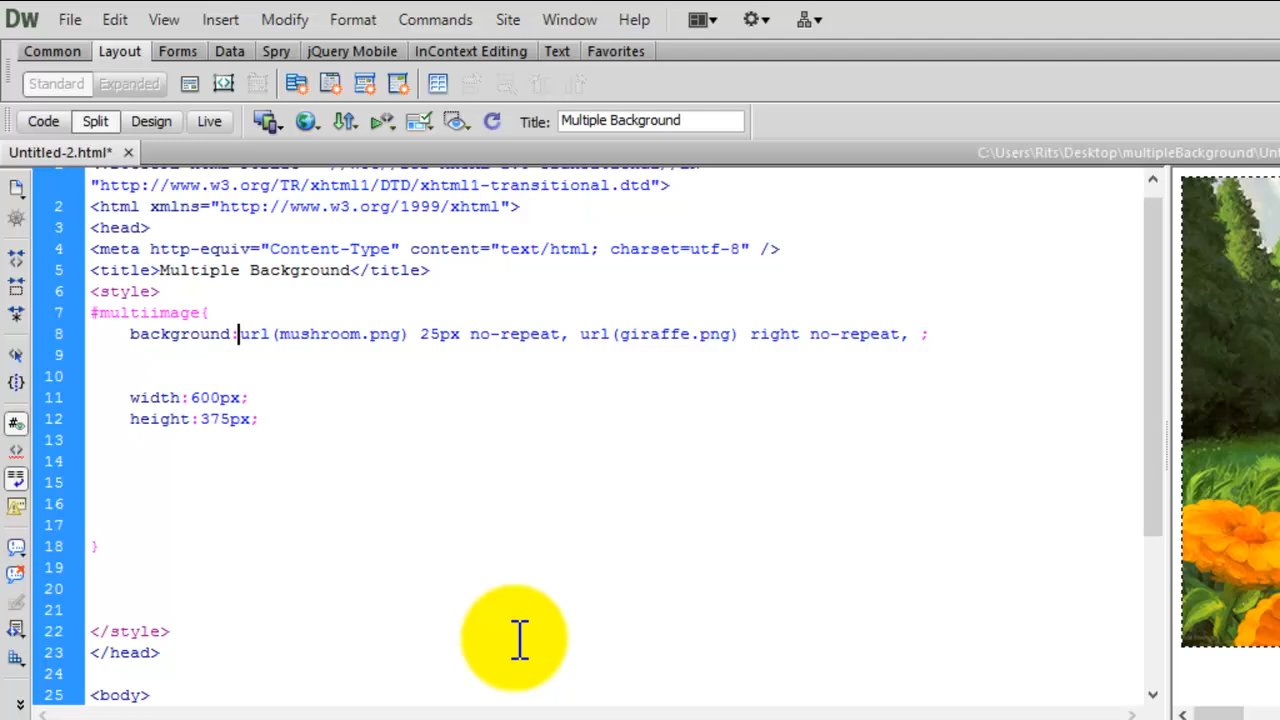 Dw File Edit View Insert Modify Format Commands Site Window Help
Common Layout Forms Data Spry jQuery Mobile InContext Editing Text Favorites
Standard Expanded
Code Split Design Live Title: Multiple Background
Untitled-2.html* × C:\Users\Rits\Desktop\multipleBackground\Unt
"http://www.w3.org/TR/xhtml1/DTD/xhtml1-transitional.dtd">
2 <html xmlns="http://www.w3.org/1999/xhtml">
3 <head>
4 <meta http-equiv="Content-Type" content="text/html; charset=utf-8" />
5 <title>Multiple Background</title>
6 <style>
7 #multiimage{
8 background:url(mushroom.png) 25px no-repeat, url(giraffe.png) right no-repeat, ;
9
10
11 width:600px;
12 height:375px;
13
14
15
16
17
18 }
19
20
21
22 </style>
23 </head>
24
25 <body>